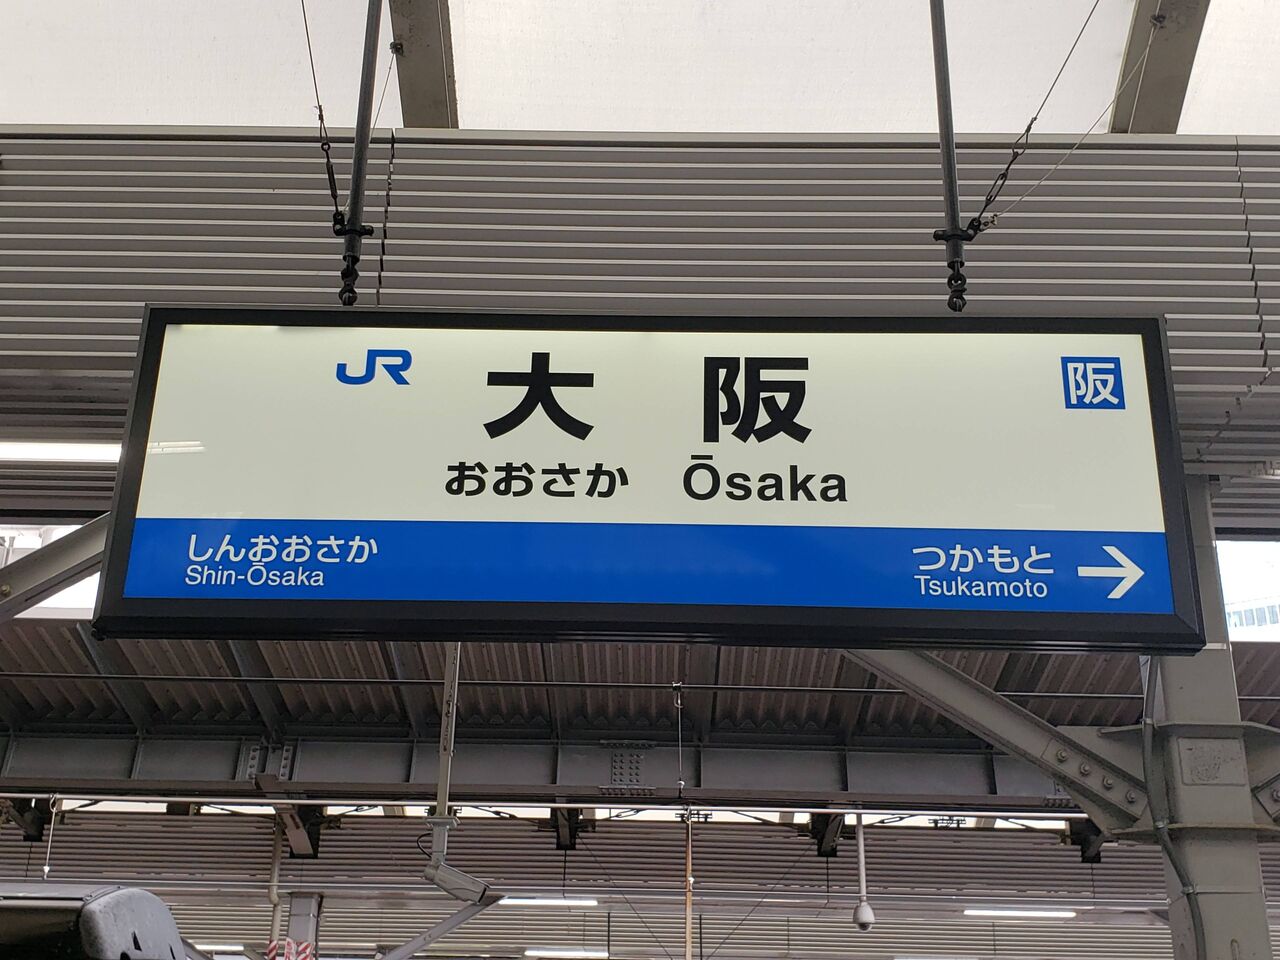 JR 大阪 阪
おおさか Ōsaka
しんおおさか つかもと →
Shin-Ōsaka Tsukamoto